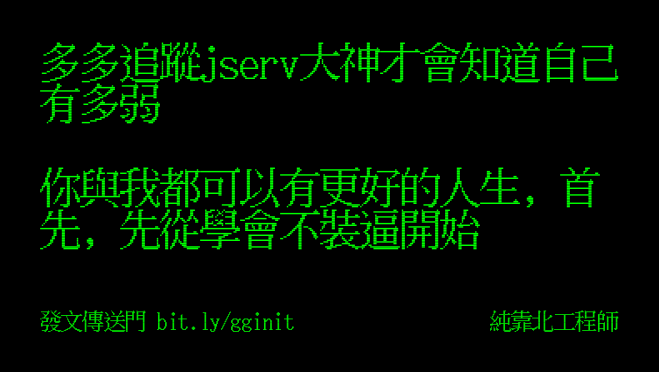 多多追蹤jserv大神才會知道自己
有多弱
你與我都可以有更好的人生，首
先，先從學會不裝逼開始
發文傳送門 bit.ly/gginit
純靠北工程師